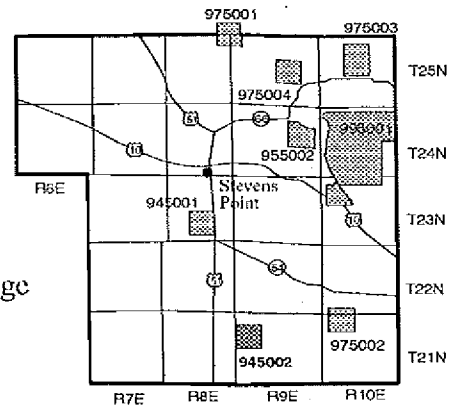 975001
975003
T25N
975004
51
66
955002
T24N
10
R6E
Stevens
Point
945001
10
T23N
54
ge
51
T22N
975002
945002
T21N
R7E
R8E
R9E
R10E